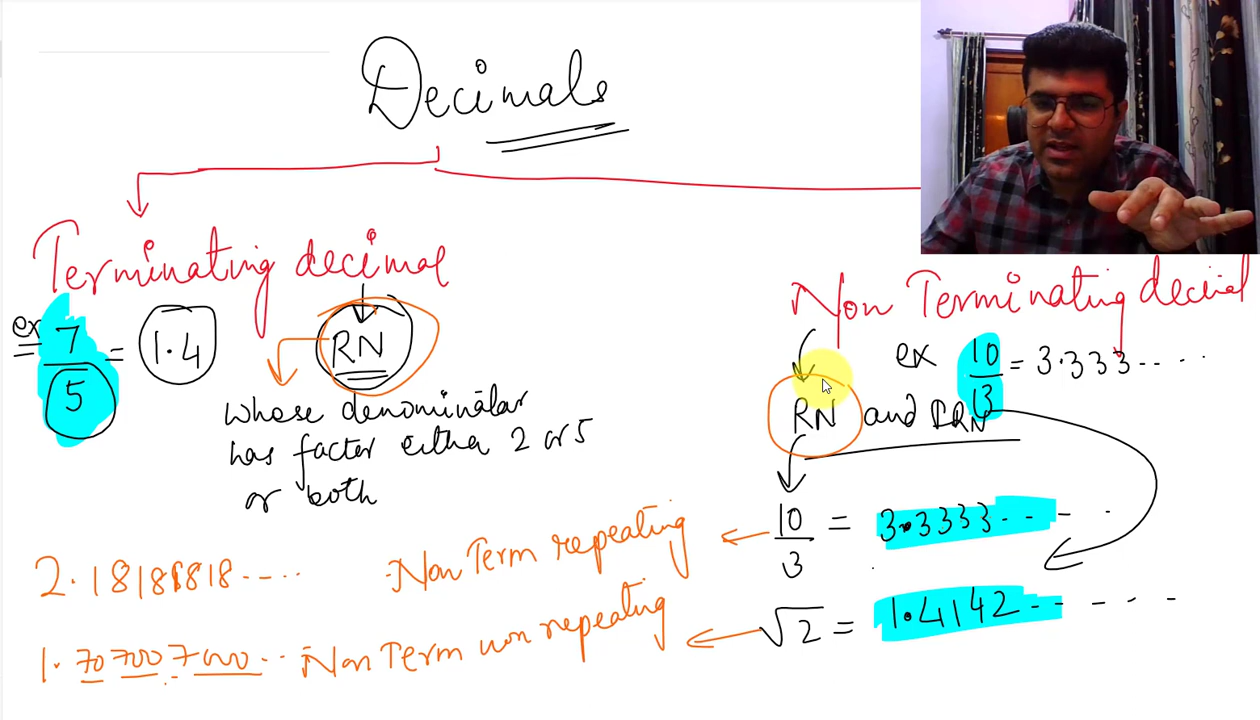 Decimals
Terminating decimal
ex 7/5 = 1.4
RN
whose denominator
has factor either 2 or 5
or both
Non Terminating decimal
ex 10/3 = 3.333....
RN and IRN
10/3 = 3.3333.... .
√2 = 1.4142... - - - -
2.18181818---- Non Term repeating
1.707007000... Non Term non repeating